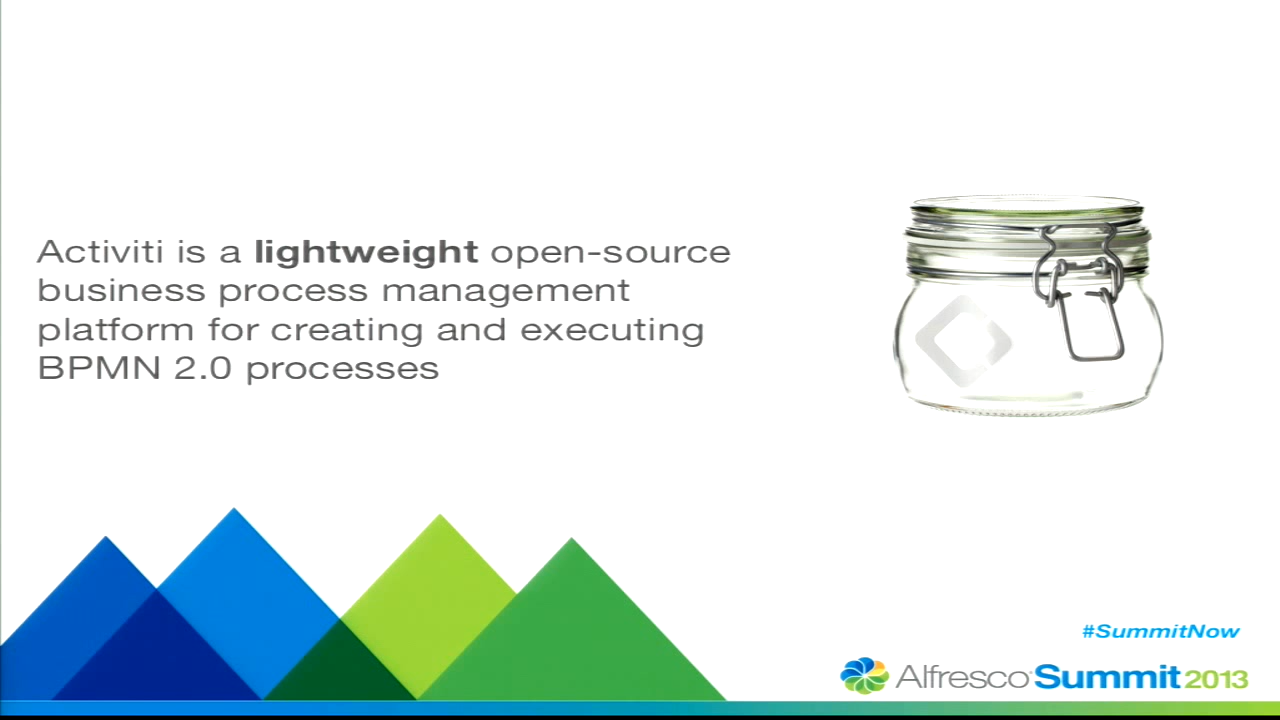 Activiti is a lightweight open-source
business process management
platform for creating and executing
BPMN 2.0 processes
#SummitNow
Alfresco Summit 2013